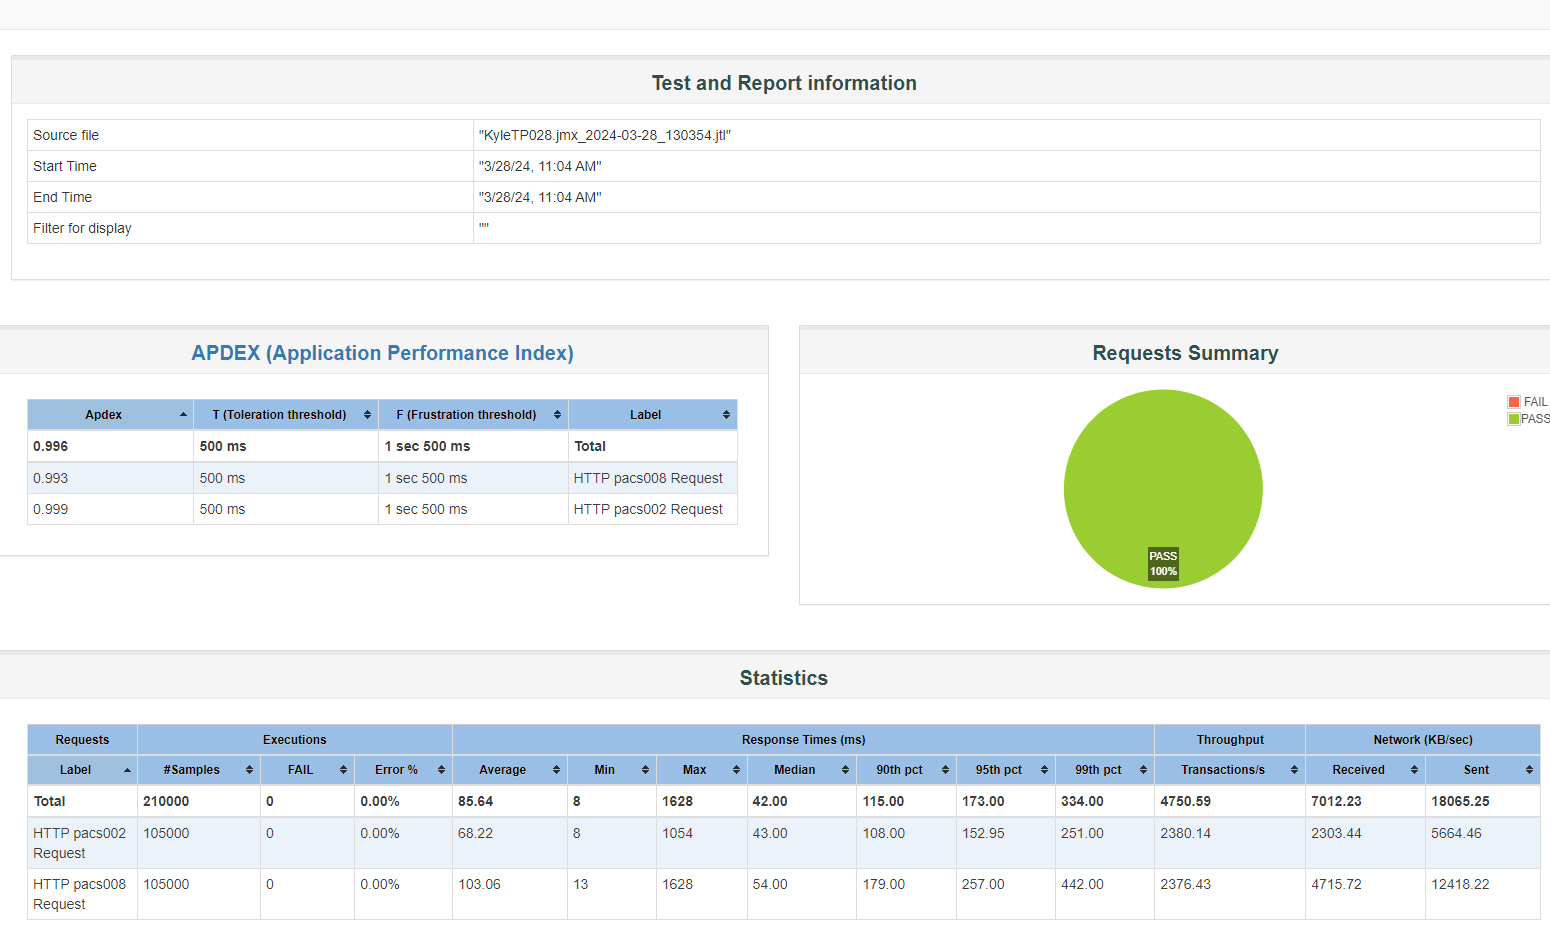 Test and Report information
Source file "KyleTP028.jmx_2024-03-28_130354.jtl"
Start Time "3/28/24, 11:04 AM"
End Time "3/28/24, 11:04 AM"
Filter for display ""
APDEX (Application Performance Index)
Apdex T (Toleration threshold) F (Frustration threshold) Label
0.996 500 ms 1 sec 500 ms Total
0.993 500 ms 1 sec 500 ms HTTP pacs008 Request
0.999 500 ms 1 sec 500 ms HTTP pacs002 Request
Requests Summary
FAIL
PASS
PASS
100%
Statistics
Requests Executions Response Times (ms) Throughput Network (KB/sec)
Label #Samples FAIL Error % Average Min Max Median 90th pct 95th pct 99th pct Transactions/s Received Sent
Total 210000 0 0.00% 85.64 8 1628 42.00 115.00 173.00 334.00 4750.59 7012.23 18065.25
HTTP pacs002 105000 0 0.00% 68.22 8 1054 43.00 108.00 152.95 251.00 2380.14 2303.44 5664.46
Request
HTTP pacs008 105000 0 0.00% 103.06 13 1628 54.00 179.00 257.00 442.00 2376.43 4715.72 12418.22
Request